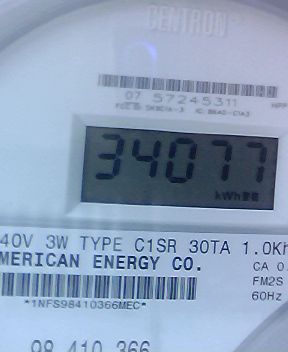 CENTRON
07 57245311
34077
kWh
40V 3W TYPE C1SR 30TA 1.0Kh
MERICAN ENERGY CO.
CA 0.
FM2S
*1NFS98410366MEC*
60Hz
98 410 366